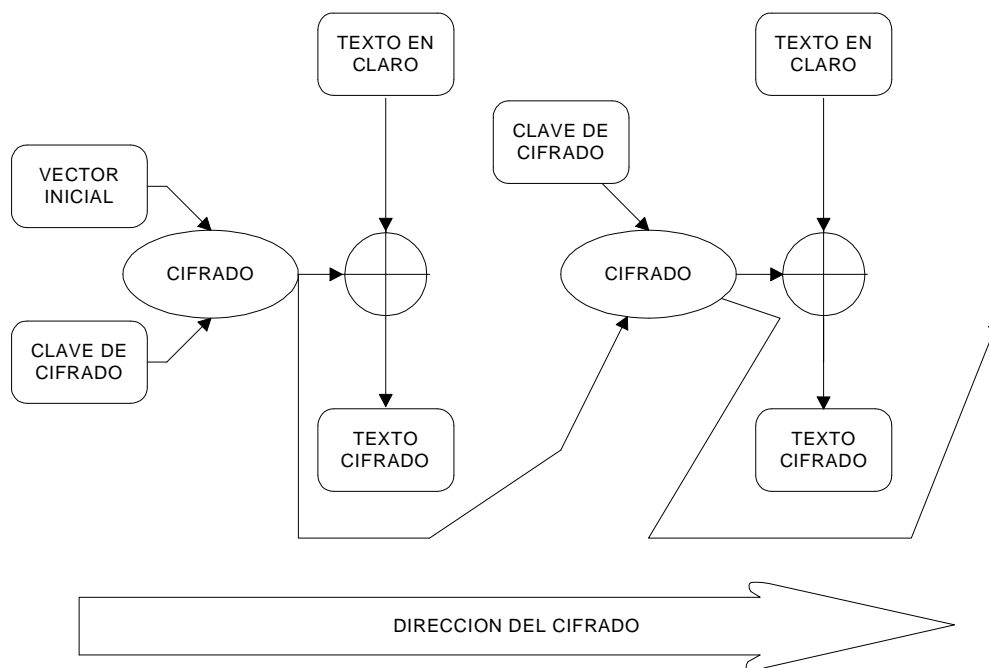 TEXTO EN
CLARO
TEXTO EN
CLARO
CLAVE DE
CIFRADO
VECTOR
INICIAL
CIFRADO
CIFRADO
CLAVE DE
CIFRADO
TEXTO
CIFRADO
TEXTO
CIFRADO
DIRECCION DEL CIFRADO